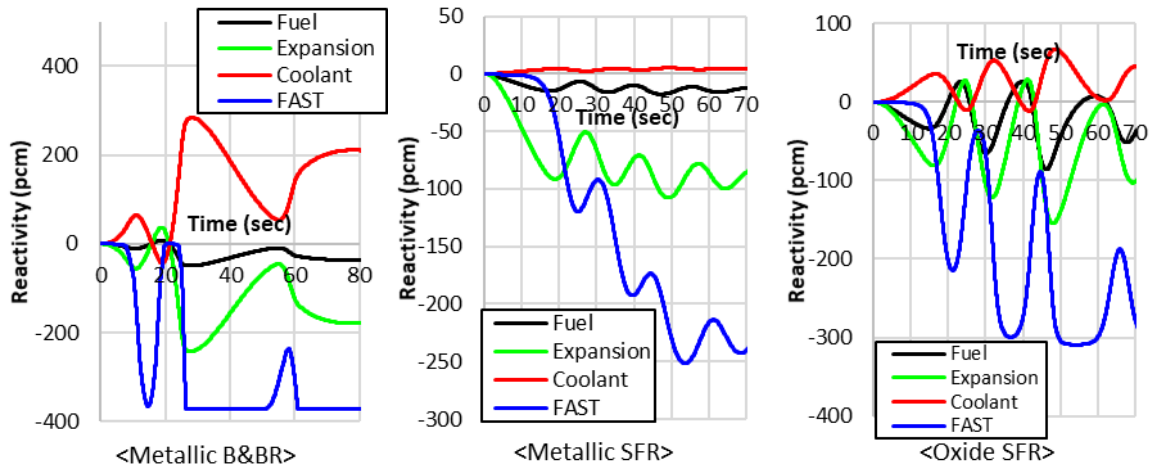 Fuel
Expansion
Coolant
FAST
400
200
0
-200
-400
Reactivity (pcm)
Time (sec)
0
20
40
60
80
<Metallic B&BR>
50
0
-50
-100
-150
-200
-250
-300
Reactivity (pcm)
0
10
20
30
40
50
60
70
Time (sec)
Fuel
Expansion
Coolant
FAST
<Metallic SFR>
100
0
-100
-200
-300
-400
Reactivity (pcm)
Time (sec)
0
10
20
30
40
50
60
70
Fuel
Expansion
Coolant
FAST
<Oxide SFR>